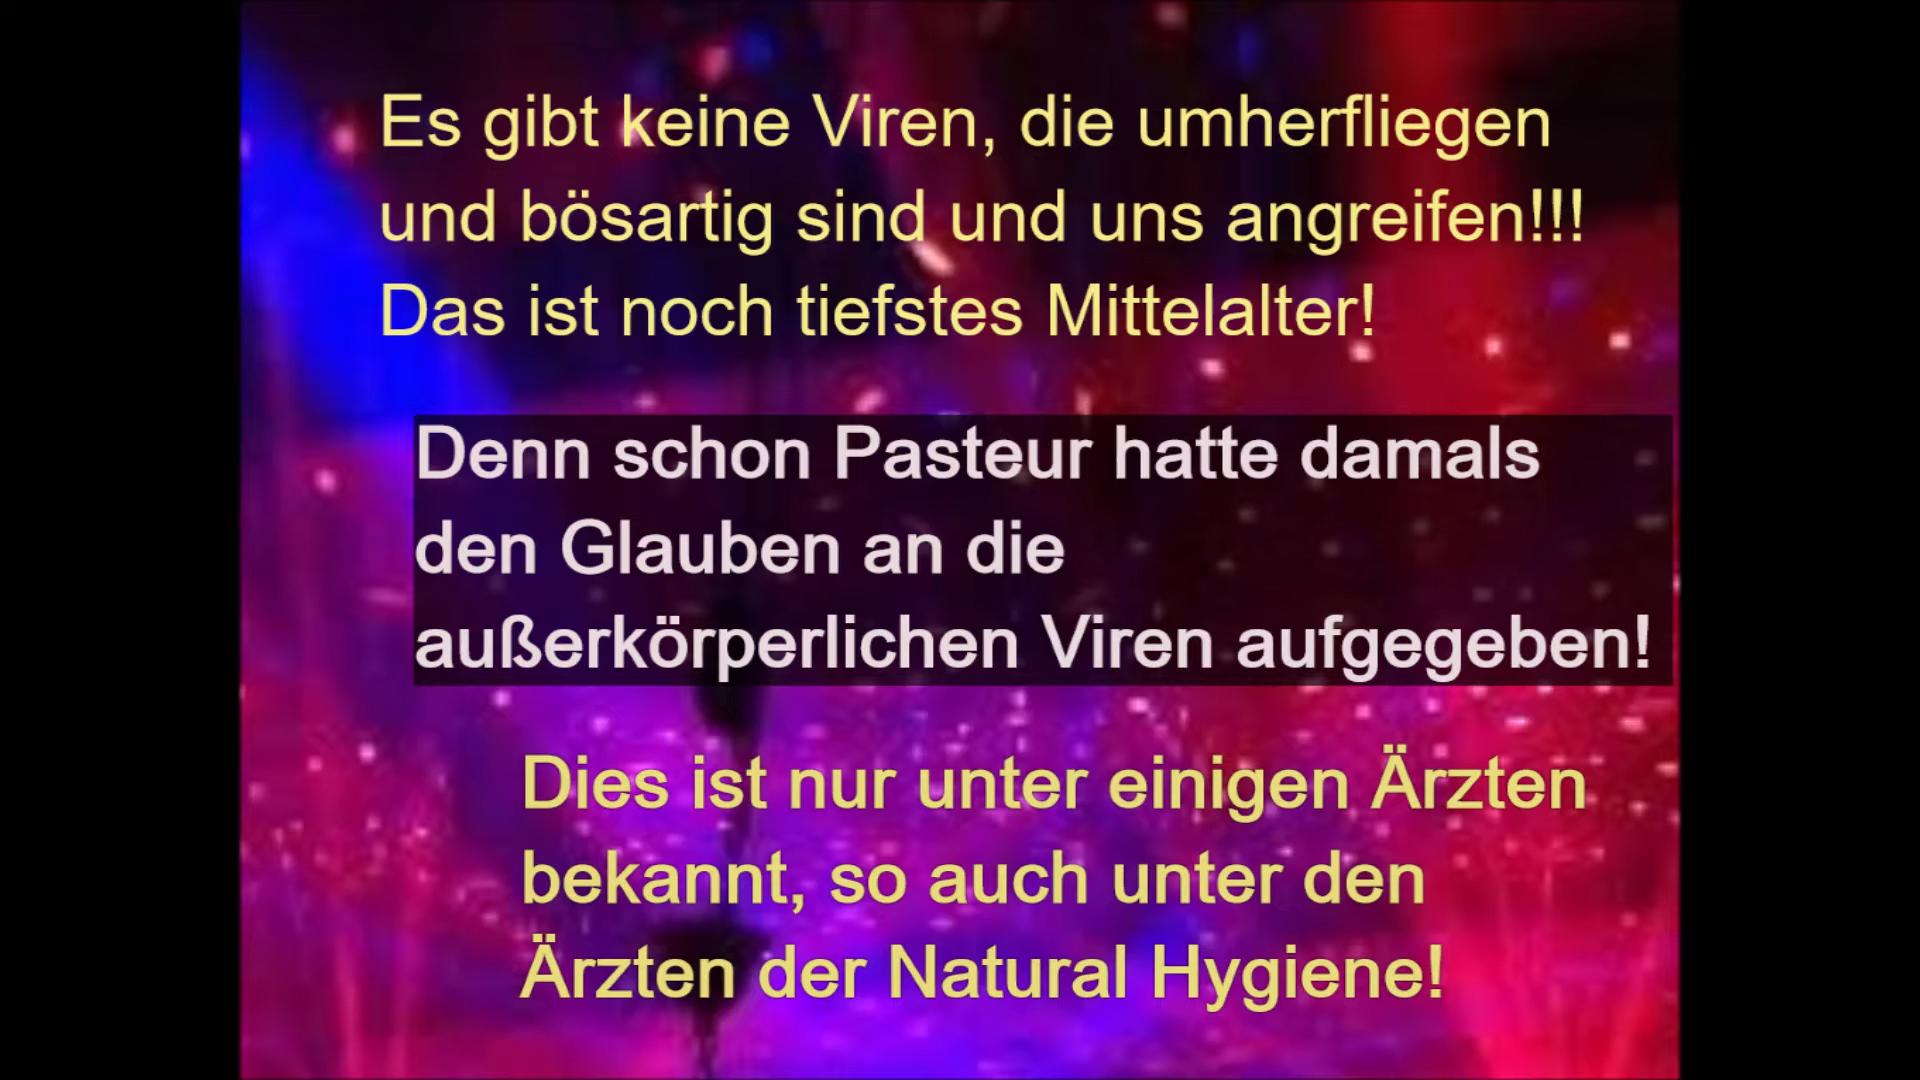 Es gibt keine Viren, die umherfliegen
und bösartig sind und uns angreifen!!!
Das ist noch tiefstes Mittelalter!
Denn schon Pasteur hatte damals
den Glauben an die
außerkörperlichen Viren aufgegeben!
Dies ist nur unter einigen Ärzten
bekannt, so auch unter den
Ärzten der Natural Hygiene!